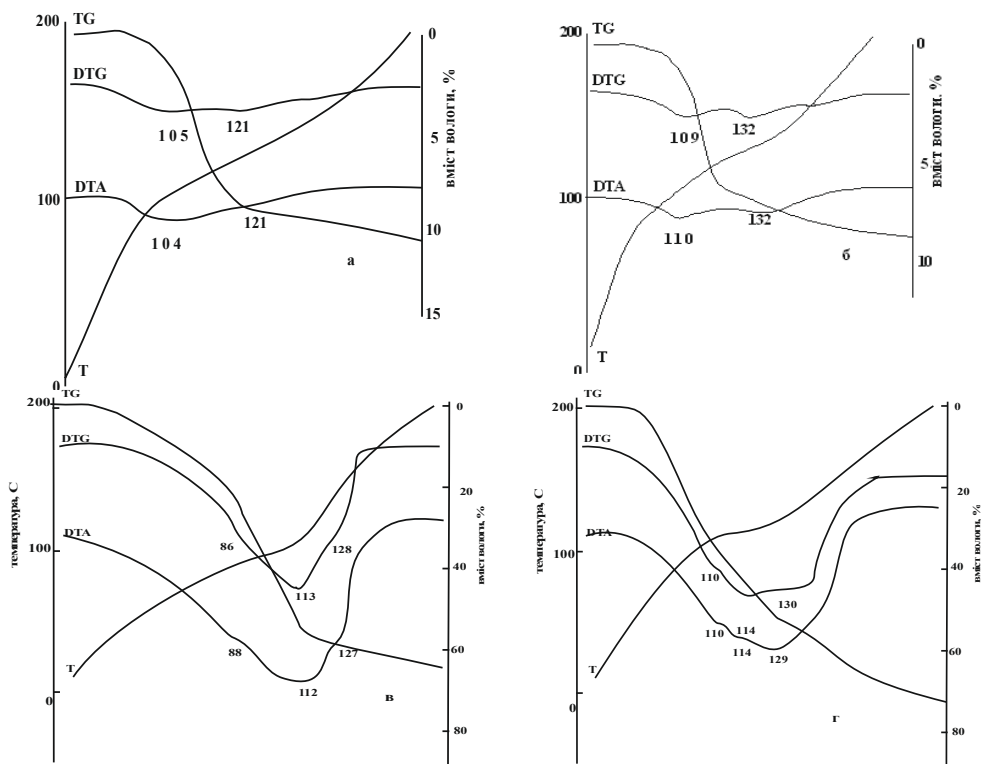 200
TG
0
DTG
105
121
5
вміст вологи, %
100
DTA
104
121
10
а
15
T
0
200
TG
0
DTG
109
132
вміст вологи. %
5
100
DTA
110
132
б
10
T
0
200
TG
0
DTG
20
температура, С
DTA
86
128
вміст вологи, %
100
40
113
88
127
60
T
112
в
0
80
200
TG
0
DTG
20
температура, С
DTA
вміст вологи, %
100
110
40
130
110
114
114
129
60
T
г
0
80